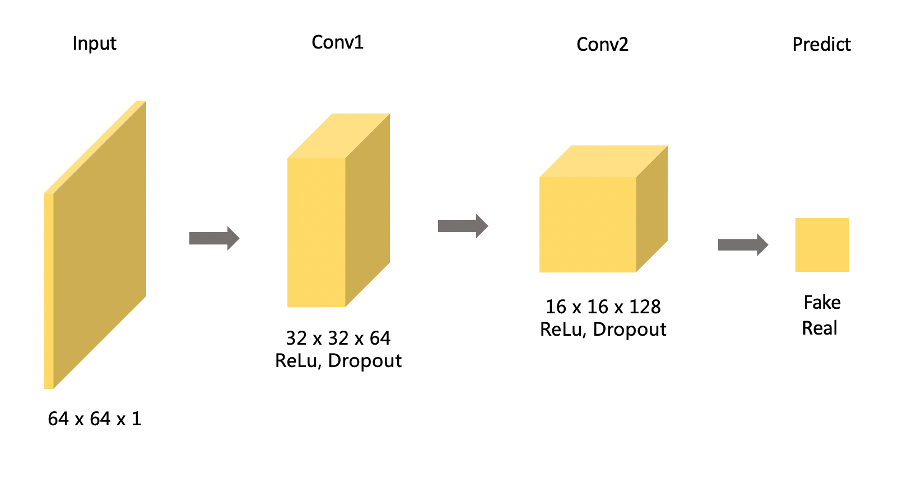 Input
Conv1
Conv2
Predict
64 x 64 x 1
32 x 32 x 64
ReLu, Dropout
16 x 16 x 128
ReLu, Dropout
Fake
Real